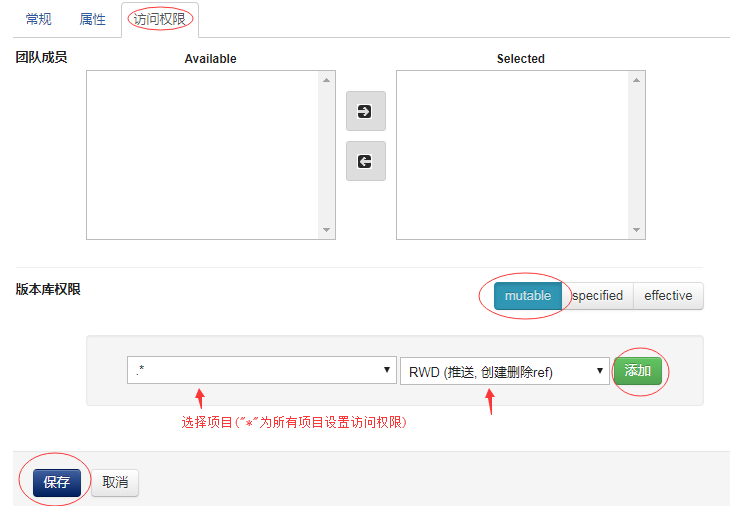 常规 属性 访问权限
团队成员 Available Selected
版本库权限 mutable specified effective
.* RWD (推送, 创建删除ref) 添加
选择项目("*"为所有项目设置访问权限)
保存 取消